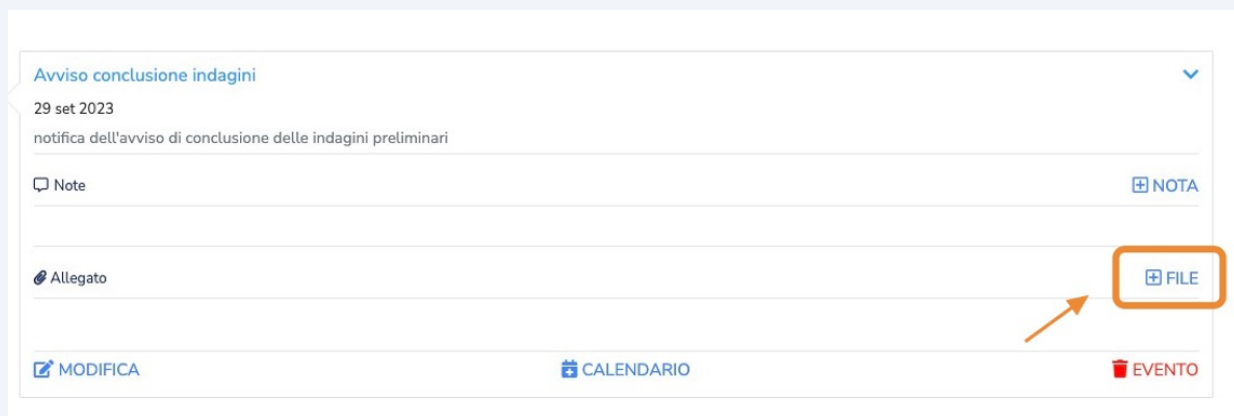 Avviso conclusione indagini
29 set 2023
notifica dell'avviso di conclusione delle indagini preliminari
Note
NOTA
Allegato
FILE
MODIFICA
CALENDARIO
EVENTO